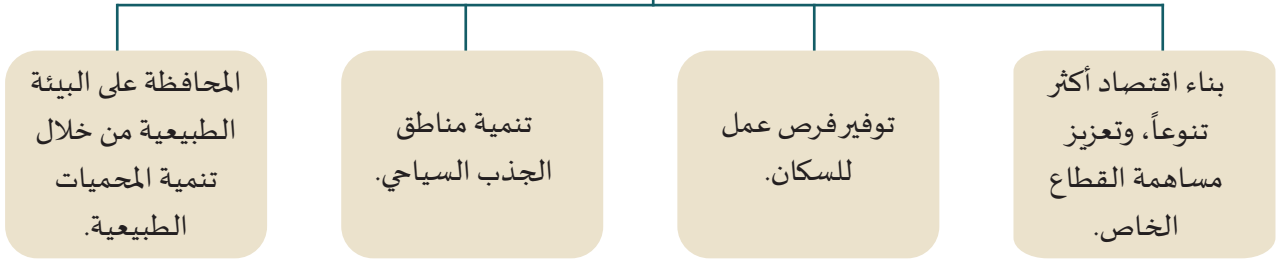 بناء اقتصاد أكثر
تنوعاً، وتعزيز
مساهمة القطاع
الخاص.
توفير فرص عمل
للسكان.
تنمية مناطق
الجذب السياحي.
المحافظة على البيئة
الطبيعية من خلال
تنمية المحميات
الطبيعية.